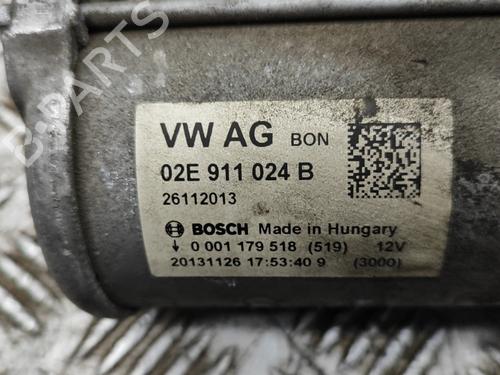 VW AG BON
02E 911 024 B
26112013
BOSCH Made in Hungary
0 001 179 518 (519) 12V
20131126 17:53:40 9 (3000)